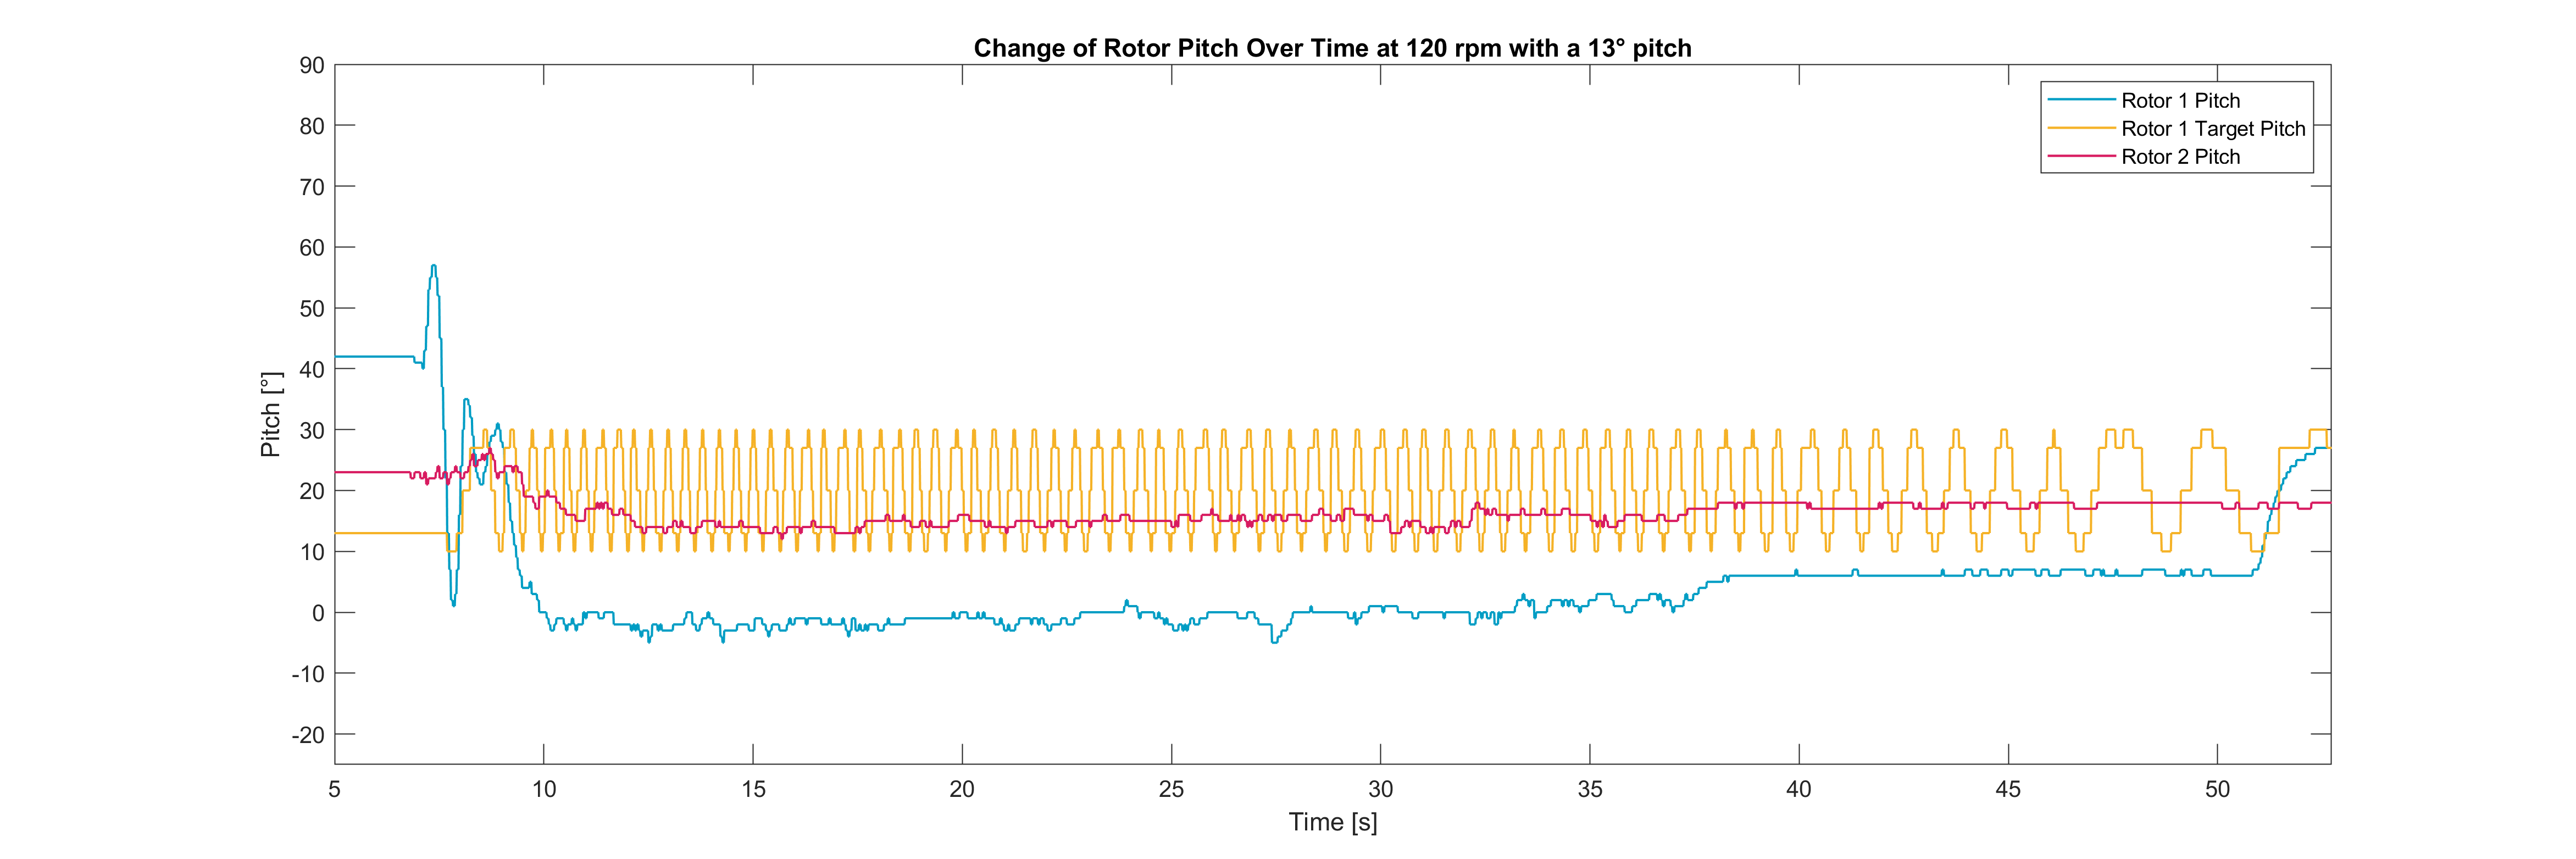 Change of Rotor Pitch Over Time at 120 rpm with a 13° pitch
90
80
70
60
50
40
30
20
10
0
-10
-20
Pitch [°]
Rotor 1 Pitch
Rotor 1 Target Pitch
Rotor 2 Pitch
5 10 15 20 25 30 35 40 45 50
Time [s]